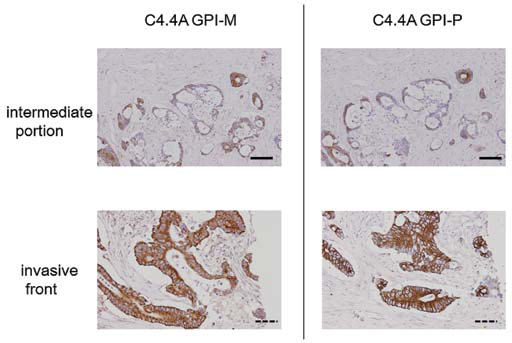 C4.4A GPI-M
C4.4A GPI-P
intermediate
portion
invasive
front